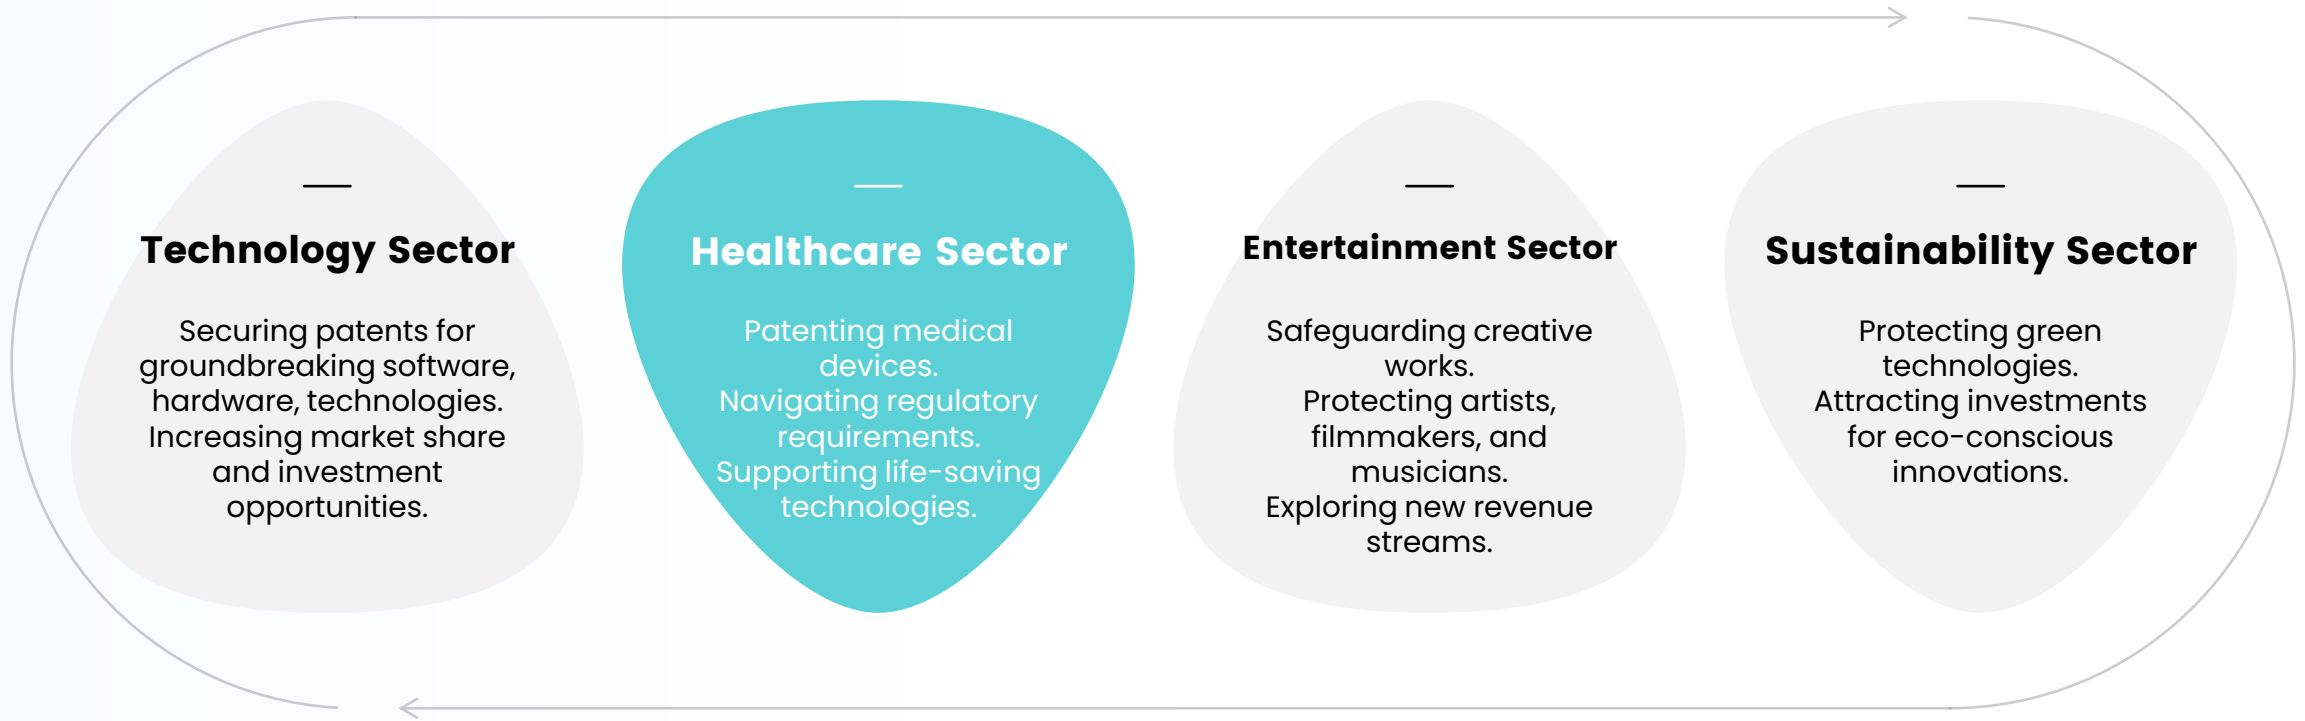 Technology Sector
Securing patents for
groundbreaking software,
hardware, technologies.
Increasing market share
and investment
opportunities.
Healthcare Sector
Patenting medical
devices.
Navigating regulatory
requirements.
Supporting life-saving
technologies.
Entertainment Sector
Safeguarding creative
works.
Protecting artists,
filmmakers, and
musicians.
Exploring new revenue
streams.
Sustainability Sector
Protecting green
technologies.
Attracting investments
for eco-conscious
innovations.